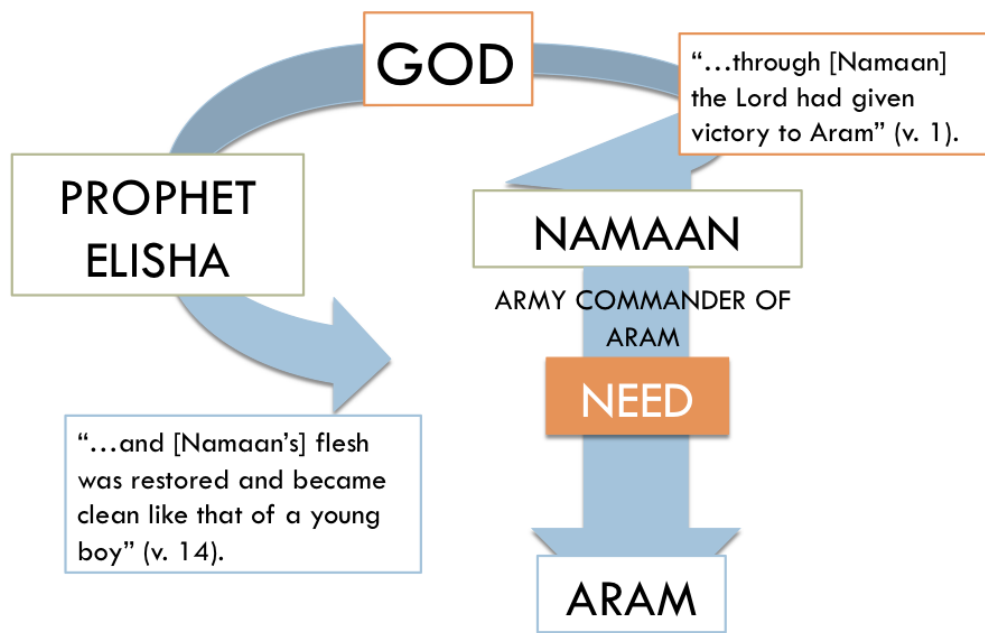 GOD
“…through [Namaan]
the Lord had given
victory to Aram” (v. 1).
PROPHET
ELISHA
NAMAAN
ARMY COMMANDER OF
ARAM
NEED
“…and [Namaan’s] flesh
was restored and became
clean like that of a young
boy” (v. 14).
ARAM